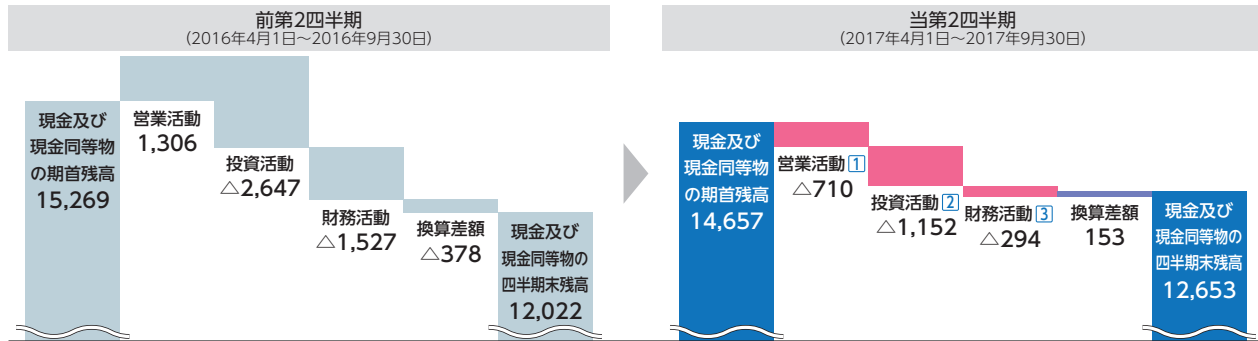 前第2四半期
(2016年4月1日~2016年9月30日)
現金及び
現金同等物
の期首残高
15,269
営業活動
1,306
投資活動
△2,647
財務活動
△1,527
換算差額
△378
現金及び
現金同等物の
四半期末残高
12,022
当第2四半期
(2017年4月1日~2017年9月30日)
現金及び
現金同等物
の期首残高
14,657
営業活動1
△710
投資活動2
△1,152
財務活動3
△294
換算差額
153
現金及び
現金同等物の
四半期末残高
12,653